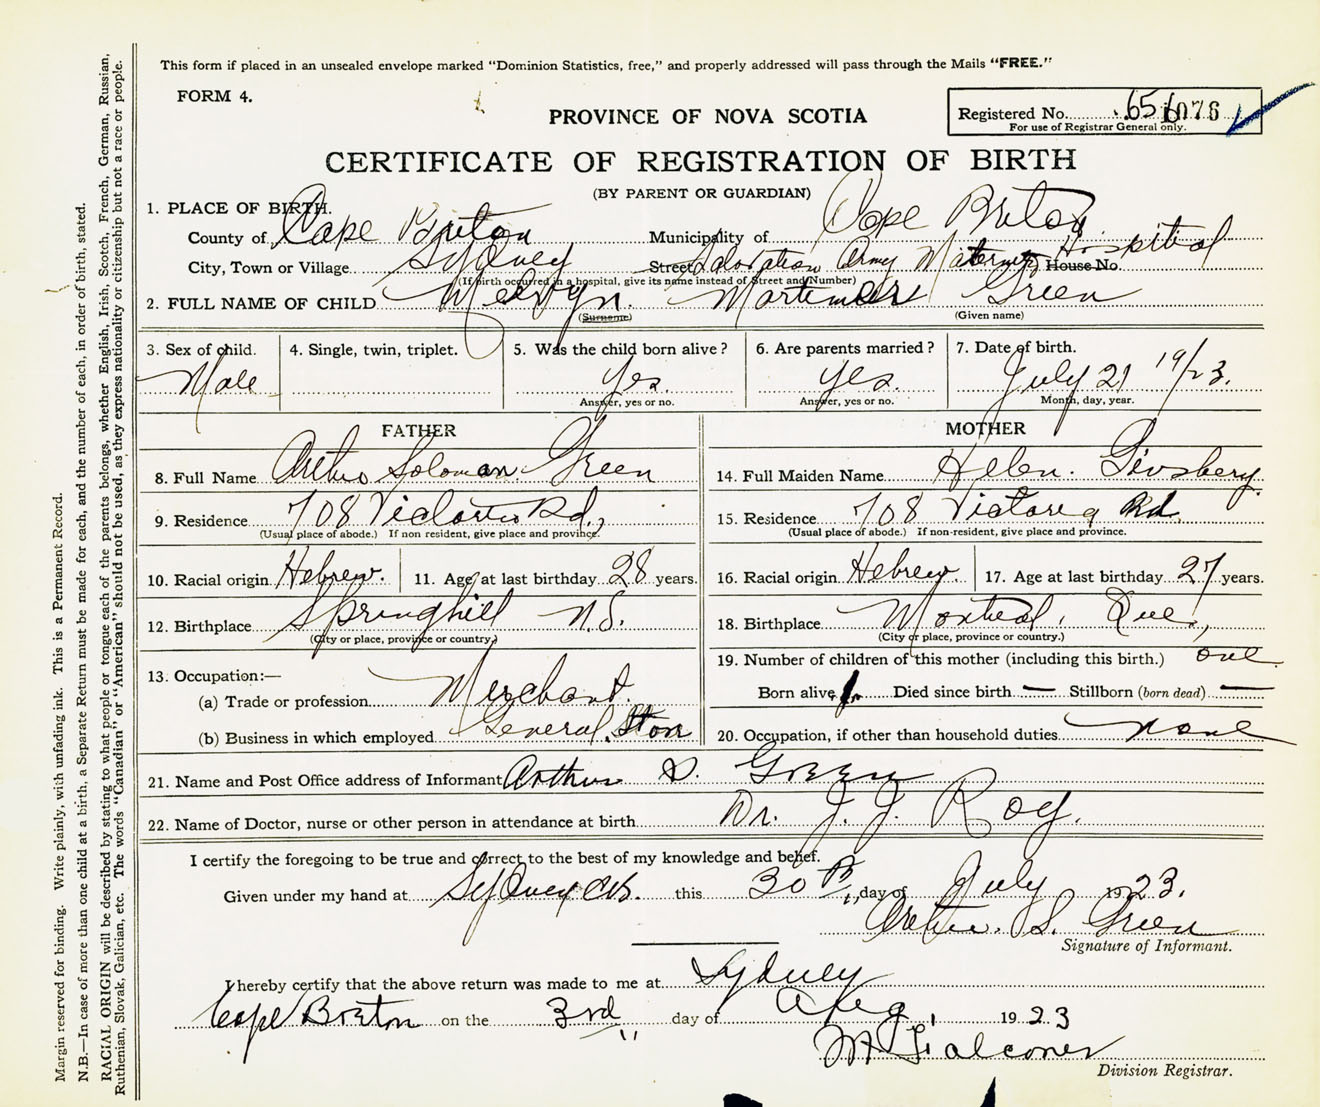 This form if placed in an unsealed envelope marked "Dominion Statistics, free," and properly addressed will pass through the Mails "FREE."
FORM 4.
PROVINCE OF NOVA SCOTIA
Registered No. 656
For use of Registrar General only.
CERTIFICATE OF REGISTRATION OF BIRTH
(BY PARENT OR GUARDIAN)
1. PLACE OF BIRTH.
County of Cape Breton Municipality of Cape Breton
City, Town or Village Sydney Street Salvation Army Maternity Hospital House No.
(If birth occurred in a hospital, give its name instead of Street and Number)
2. FULL NAME OF CHILD Melvyn Green
(Surname) (Given name)
3. Sex of child. 4. Single, twin, triplet. 5. Was the child born alive? 6. Are parents married? 7. Date of birth.
Male Yes Yes. July 21 19/23.
Answer, yes or no. Answer, yes or no. Month, day, year.
FATHER MOTHER
8. Full Name Arthur Soloman Green 14. Full Maiden Name Helen. Ginsberg.
9. Residence 708 Victoria Rd., 15. Residence 708 Victoria Rd.
(Usual place of abode.) If non resident, give place and province. (Usual place of abode.) If non-resident, give place and province.
10. Racial origin Hebrew. 11. Age at last birthday 28 years. 16. Racial origin Hebrew. 17. Age at last birthday 27 years.
12. Birthplace Springhill N.S. 18. Birthplace Montreal, Que.,
(City or place, province or country.) (City or place, province or country.)
13. Occupation:— 19. Number of children of this mother (including this birth.) one
(a) Trade or profession Merchant. Born alive 1. Died since birth — Stillborn (born dead) —
(b) Business in which employed General Store 20. Occupation, if other than household duties none
21. Name and Post Office address of Informant Arthur S. Green
22. Name of Doctor, nurse or other person in attendance at birth Dr. J. J. Roy.
I certify the foregoing to be true and correct to the best of my knowledge and belief.
Given under my hand at Sydney CB. this 30th day of July 1923.
Arthur. S. Green
Signature of Informant.
I hereby certify that the above return was made to me at Sydney
Cape Breton on the 3rd day of Aug. 1923
M Falconer
Division Registrar.
Margin reserved for binding. Write plainly, with unfading ink. This is a Permanent Record.
N.B.—In case of more than one child at a birth, a Separate Return must be made for each, and the number of each, in order of birth, stated.
RACIAL ORIGIN will be described by stating to what people or tongue each of the parents belongs, whether English, Irish, Scotch, French, German, Russian,
Ruthenian, Slovak, Galician, etc. The words "Canadian" or "American" should not be used, as they express nationality or citizenship but not a race or people.